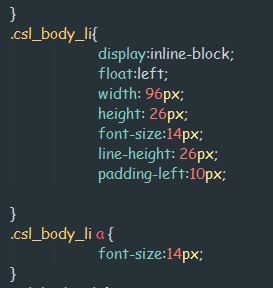 }
.csl_body_li{
display:inline-block;
float:left;
width: 96px;
height: 26px;
font-size:14px;
line-height: 26px;
padding-left:10px;
}
.csl_body_li a {
font-size:14px;
}